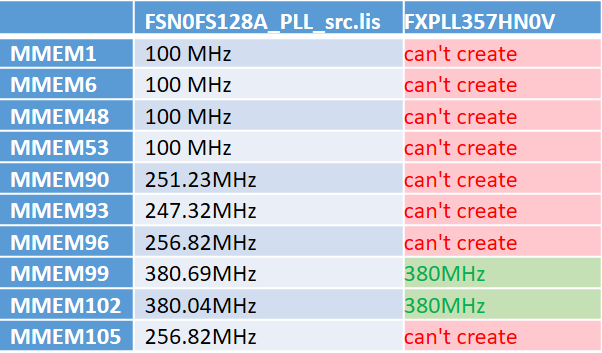 FSN0FS128A_PLL_src.lis FXPLL357HN0V
MMEM1 100 MHz can't create
MMEM6 100 MHz can't create
MMEM48 100 MHz can't create
MMEM53 100 MHz can't create
MMEM90 251.23MHz can't create
MMEM93 247.32MHz can't create
MMEM96 256.82MHz can't create
MMEM99 380.69MHz 380MHz
MMEM102 380.04MHz 380MHz
MMEM105 256.82MHz can't create